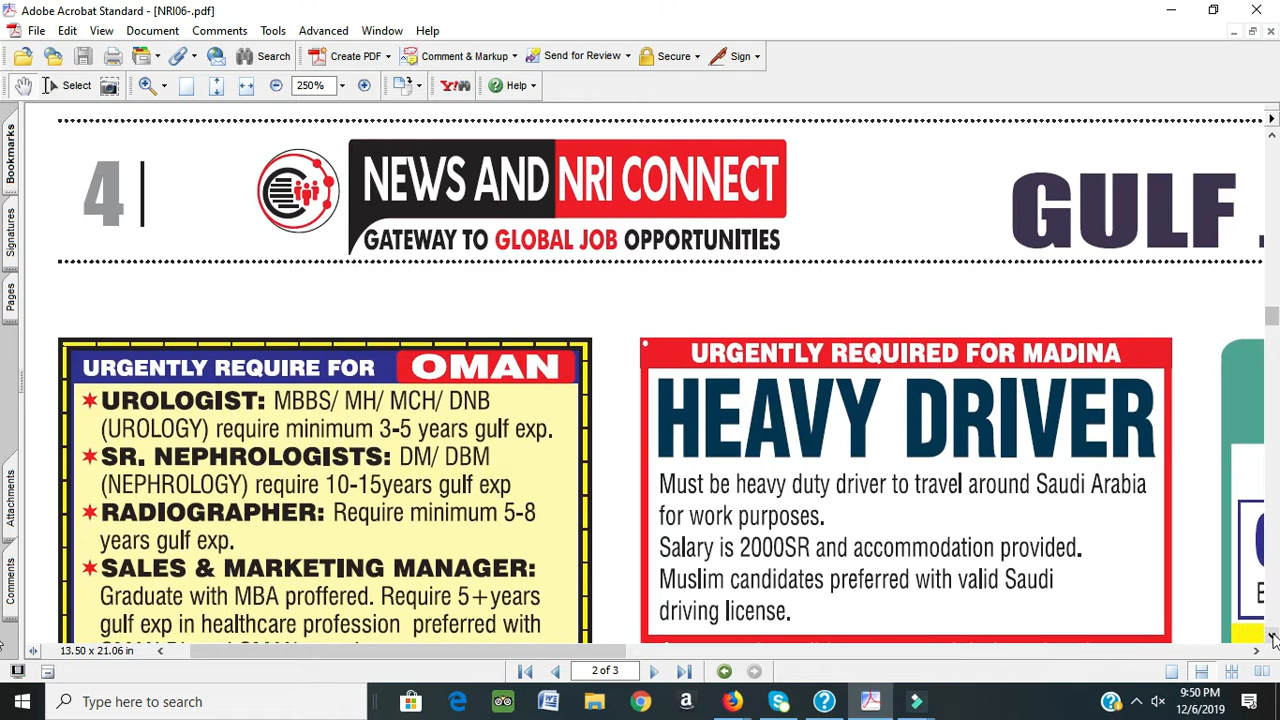 Adobe Acrobat Standard - [NRI06-.pdf]
File Edit View Document Comments Tools Advanced Window Help
Search Create PDF Comment & Markup Send for Review Secure Sign
Select 250% Y! Help
Bookmarks
Signatures
Pages
Attachments
Comments
4
NEWS AND NRI CONNECT
GATEWAY TO GLOBAL JOB OPPORTUNITIES
GULF
URGENTLY REQUIRE FOR OMAN
UROLOGIST: MBBS/ MH/ MCH/ DNB
(UROLOGY) require minimum 3-5 years gulf exp.
SR. NEPHROLOGISTS: DM/ DBM
(NEPHROLOGY) require 10-15years gulf exp
RADIOGRAPHER: Require minimum 5-8
years gulf exp.
SALES & MARKETING MANAGER:
Graduate with MBA proffered. Require 5+years
gulf exp in healthcare profession preferred with
URGENTLY REQUIRED FOR MADINA
HEAVY DRIVER
Must be heavy duty driver to travel around Saudi Arabia
for work purposes.
Salary is 2000SR and accommodation provided.
Muslim candidates preferred with valid Saudi
driving license.
13.50 x 21.06 in
2 of 3
Type here to search
9:50 PM
12/6/2019